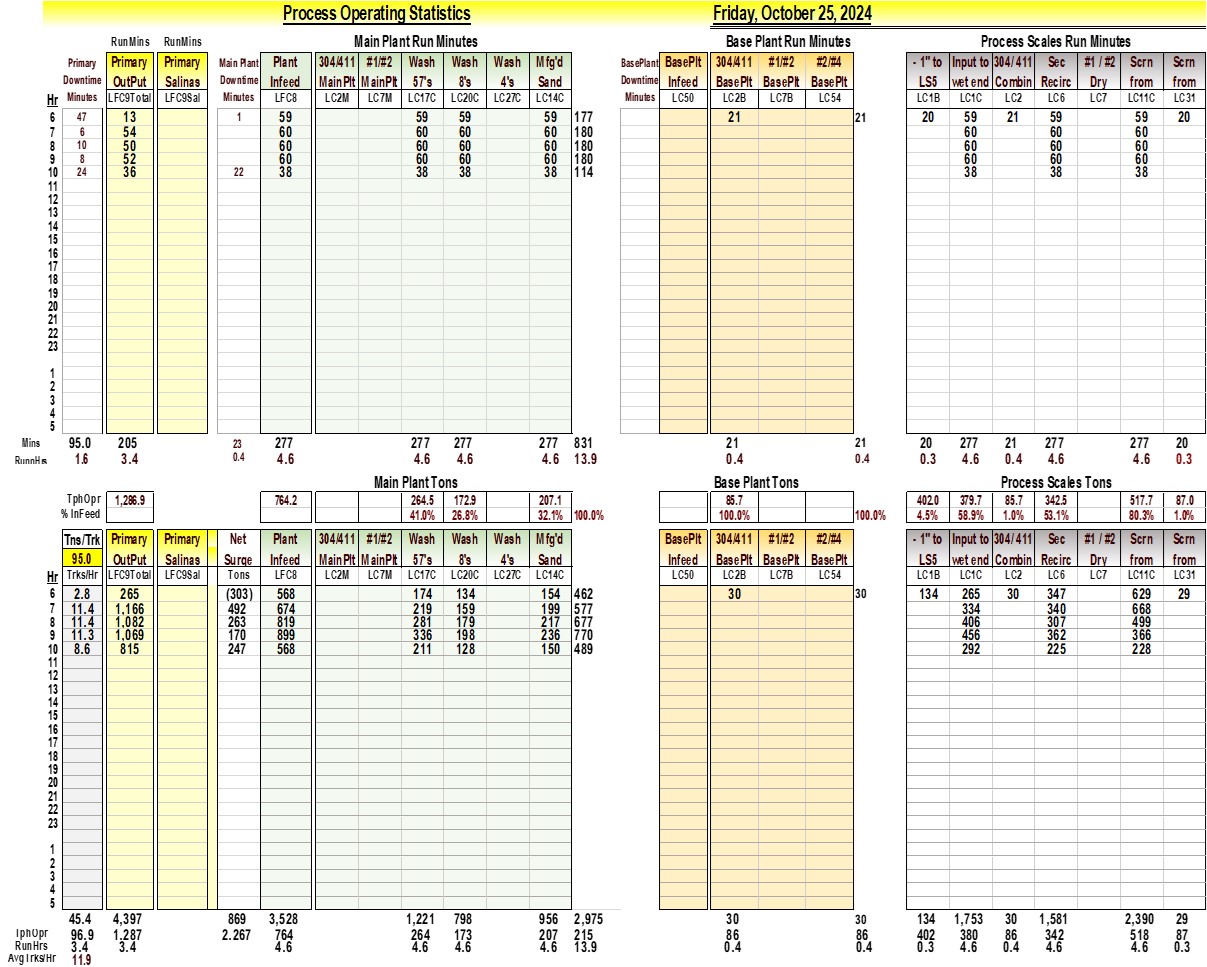 Process Operating Statistics Friday, October 25, 2024
RunMins RunMins Main Plant Run Minutes Base Plant Run Minutes Process Scales Run Minutes
Primary Primary Primary Main Plant Plant 304/411 #1/#2 Wash Wash Wash Mfg'd BasePlant BasePlt 304/411 #1/#2 #2/#4 - 1" to Input to 304/411 Sec #1 / #2 Scrn Scrn
Downtime OutPut Salinas Downtime Infeed MainPlt MainPlt 57's 8's 4's Sand Downtime Infeed BasePlt BasePlt BasePlt LS5 wet end Combin Recirc Dry from from
Hr Minutes LFC9Total LFC9Sal Minutes LFC8 LC2M LC7M LC17C LC20C LC27C LC14C Minutes LC50 LC2B LC7B LC54 LC1B LC1C LC2 LC6 LC7 LC11C LC31
6 47 13 1 59 59 59 59 177 21 21 20 59 21 59 59 20
7 6 54 60 60 60 60 180 60 60 60
8 10 50 60 60 60 60 180 60 60 60
9 8 52 60 60 60 60 180 60 60 60
10 24 36 22 38 38 38 38 114 38 38 38
11
12
13
14
15
16
17
18
19
20
21
22
23
1
2
3
4
5
Mins 95.0 205 23 277 277 277 277 831 21 21 20 277 21 277 277 20
RunnHrs 1.6 3.4 0.4 4.6 4.6 4.6 4.6 13.9 0.4 0.4 0.3 4.6 0.4 4.6 4.6 0.3
Main Plant Tons Base Plant Tons Process Scales Tons
TphOpr 1,286.9 764.2 264.5 172.9 207.1 85.7 402.0 379.7 85.7 342.5 517.7 87.0
% InFeed 41.0% 26.8% 32.1% 100.0% 100.0% 100.0% 4.5% 58.9% 1.0% 53.1% 80.3% 1.0%
Tns/Trk Primary Primary Net Plant 304/411 #1/#2 Wash Wash Wash Mfg'd BasePlt 304/411 #1/#2 #2/#4 - 1" to Input to 304/411 Sec #1 / #2 Scrn Scrn
95.0 OutPut Salinas Surge Infeed MainPlt MainPlt 57's 8's 4's Sand Infeed BasePlt BasePlt BasePlt LS5 wet end Combin Recirc Dry from from
Hr Trks/Hr LFC9Total LFC9Sal Tons LFC8 LC2M LC7M LC17C LC20C LC27C LC14C LC50 LC2B LC7B LC54 LC1B LC1C LC2 LC6 LC7 LC11C LC31
6 2.8 265 (303) 568 174 134 154 462 30 30 134 265 30 347 629 29
7 11.4 1,166 492 674 219 159 199 577 334 340 668
8 11.4 1,082 263 819 281 179 217 677 406 307 499
9 11.3 1,069 170 899 336 198 236 770 456 362 366
10 8.6 815 247 568 211 128 150 489 292 225 228
11
12
13
14
15
16
17
18
19
20
21
22
23
1
2
3
4
5
45.4 4,397 869 3,528 1,221 798 956 2,975 30 30 134 1,753 30 1,581 2,390 29
TphOpr 96.9 1,287 2,267 764 264 173 207 215 86 86 402 380 86 342 518 87
RunHrs 3.4 3.4 4.6 4.6 4.6 4.6 13.9 0.4 0.4 0.3 4.6 0.4 4.6 4.6 0.3
AvgTrks/Hr 11.9